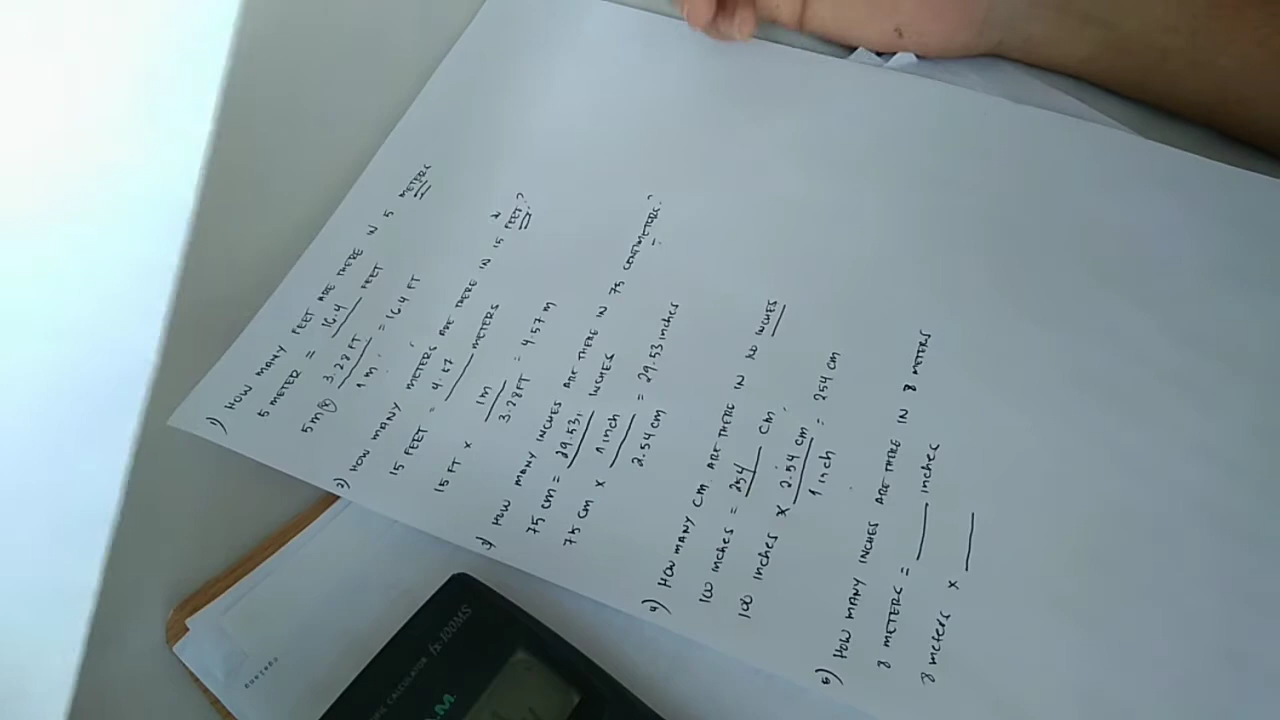 1) HOW MANY FEET ARE THERE IN 5 METERS
5 METER = 16.4 FEET
5m x 3.28 FT / 1 m = 16.4 FT
2) HOW MANY METERS ARE THERE IN 15 FEET?
15 FEET = 4.57 METERS
15 FT x 1m / 3.28 FT = 4.57 m
3) HOW MANY INCHES ARE THERE IN 75 CENTIMETERS?
75 cm = 29.53 INCHES
75 cm x 1 inch / 2.54 cm = 29.53 inches
4) HOW MANY CM. ARE THERE IN 100 INCHES
100 inches = 254 cm.
100 inches x 2.54 cm / 1 inch = 254 cm
5) HOW MANY INCHES ARE THERE IN 8 METERS
8 METERS = ____ inches
8 meters x ____
CALCULATOR fx-100MS
A.M.